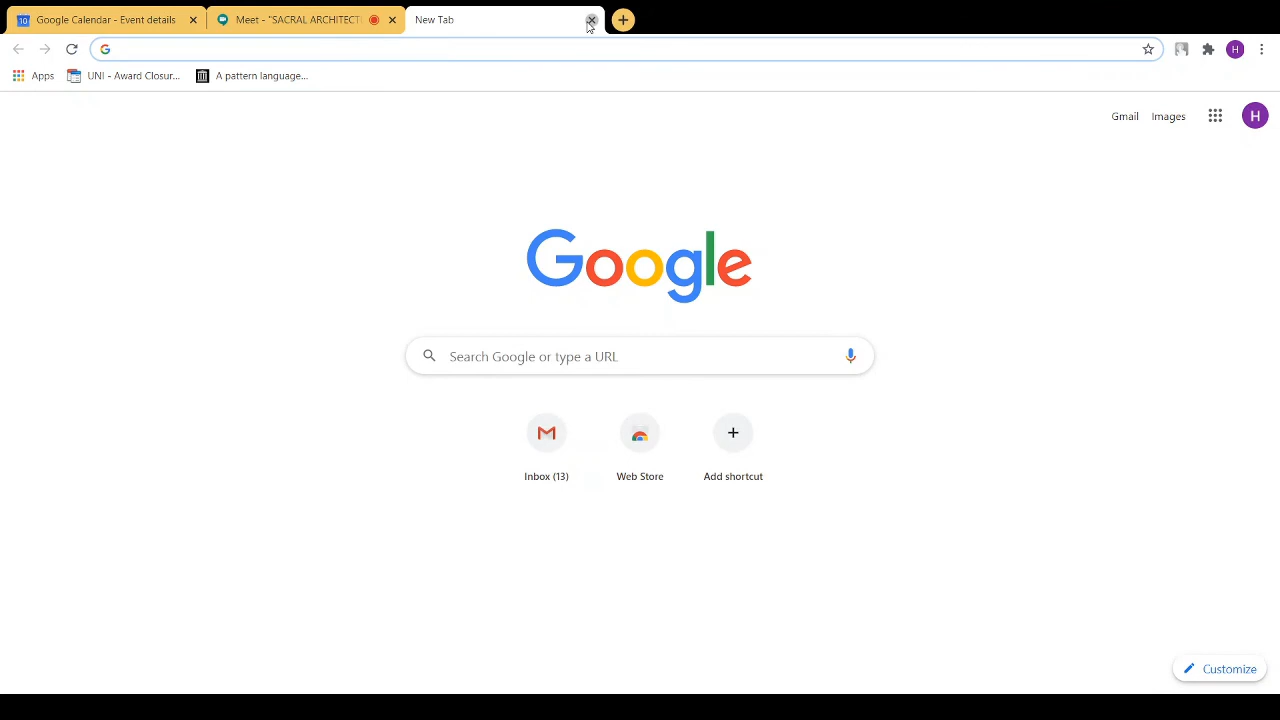 10 Google Calendar - Event details
Meet - "SACRAL ARCHITECT
New Tab
Apps
UNI - Award Closur...
A pattern language...
H
Gmail
Images
H
Google
Search Google or type a URL
Inbox (13)
Web Store
Add shortcut
Customize